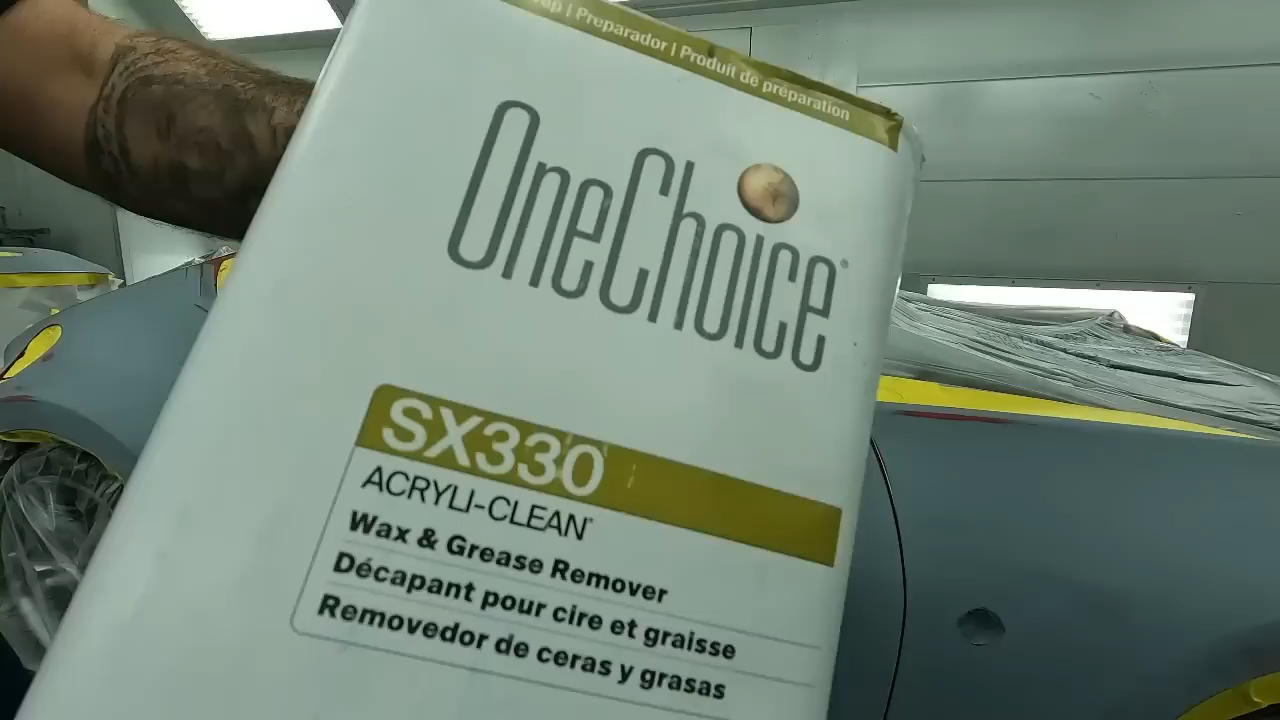 | Preparador | Produit de préparation
OneChoice®
SX330
ACRYLI-CLEAN™
Wax & Grease Remover
Décapant pour cire et graisse
Removedor de ceras y grasas